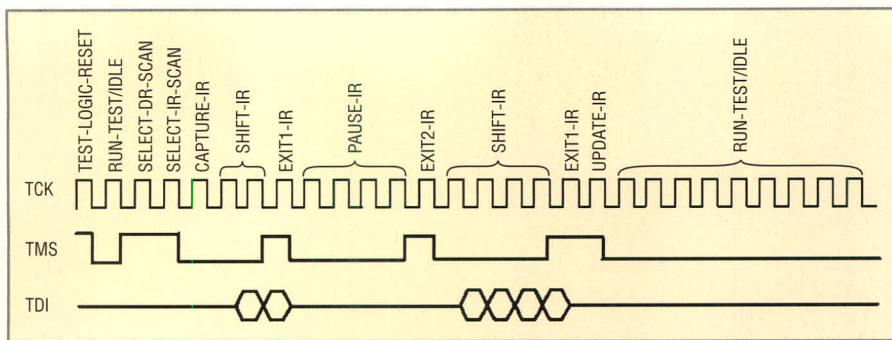 TEST-LOGIC-RESET
RUN-TEST/IDLE
SELECT-DR-SCAN
SELECT-IR-SCAN
CAPTURE-IR
SHIFT-IR
EXIT1-IR
PAUSE-IR
EXIT2-IR
SHIFT-IR
EXIT1-IR
UPDATE-IR
RUN-TEST/IDLE
TCK
TMS
TDI